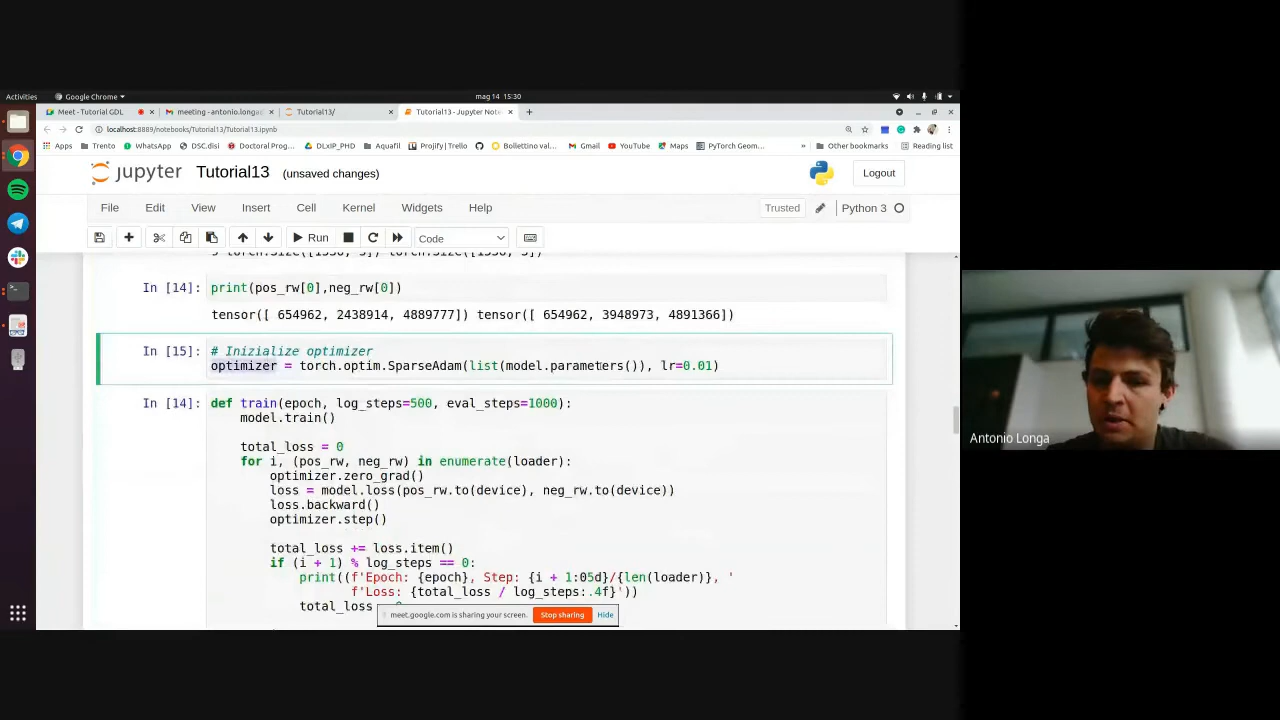 Activities
Google Chrome
mag 14 15:30
Meet - Tutorial GDL
meeting - antonio.longa
Tutorial13/
Tutorial13 - Jupyter Note
localhost:8889/notebooks/Tutorial13/Tutorial13.ipynb
Apps
Trento
WhatsApp
DSC.disi
Doctoral Prog...
DLxIP_PHD
Aquafil
Projify | Trello
Bollettino val...
Gmail
YouTube
Maps
PyTorch Geom...
Other bookmarks
Reading list
jupyter
Tutorial13
(unsaved changes)
Logout
File
Edit
View
Insert
Cell
Kernel
Widgets
Help
Trusted
Python 3
Run
Code
In [14]:
print(pos_rw[0],neg_rw[0])
tensor([ 654962, 2438914, 4889777]) tensor([ 654962, 3948973, 4891366])
In [15]:
# Inizialize optimizer
optimizer = torch.optim.SparseAdam(list(model.parameters()), lr=0.01)
In [14]:
def train(epoch, log_steps=500, eval_steps=1000):
model.train()
total_loss = 0
for i, (pos_rw, neg_rw) in enumerate(loader):
optimizer.zero_grad()
loss = model.loss(pos_rw.to(device), neg_rw.to(device))
loss.backward()
optimizer.step()
total_loss += loss.item()
if (i + 1) % log_steps == 0:
print((f'Epoch: {epoch}, Step: {i + 1:05d}/{len(loader)}, '
f'Loss: {total_loss / log_steps:.4f}'))
total_loss
meet.google.com is sharing your screen.
Stop sharing
Hide
Antonio Longa